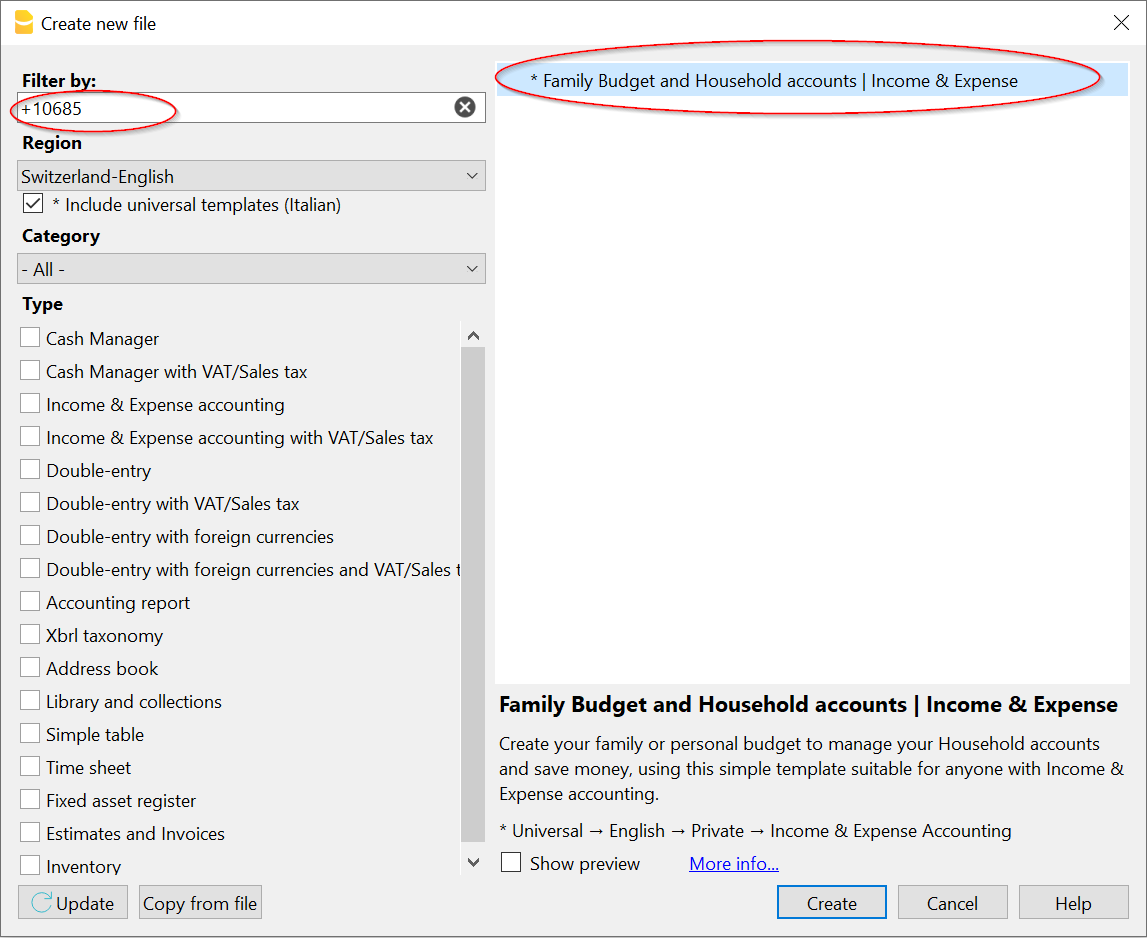 Create new file
Filter by:
+10685
Region
Switzerland-English
* Include universal templates (Italian)
Category
- All -
Type
Cash Manager
Cash Manager with VAT/Sales tax
Income & Expense accounting
Income & Expense accounting with VAT/Sales tax
Double-entry
Double-entry with VAT/Sales tax
Double-entry with foreign currencies
Double-entry with foreign currencies and VAT/Sales t
Accounting report
Xbrl taxonomy
Address book
Library and collections
Simple table
Time sheet
Fixed asset register
Estimates and Invoices
Inventory
Update
Copy from file
* Family Budget and Household accounts | Income & Expense
Family Budget and Household accounts | Income & Expense
Create your family or personal budget to manage your Household accounts
and save money, using this simple template suitable for anyone with Income &
Expense accounting.
* Universal → English → Private → Income & Expense Accounting
Show preview
More info...
Create
Cancel
Help